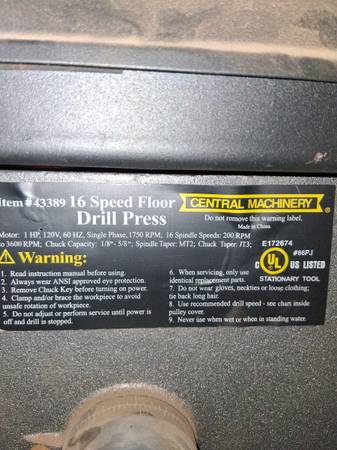 Item#43389 16 Speed Floor
Drill Press
CENTRAL MACHINERY®
Do not remove this warning label.
Made in China.
Motor: 1 HP, 120V, 60 HZ, Single Phase, 1750 RPM; 16 Spindle Speeds: 200 RPM
to 3600 RPM; Chuck Capacity: 1/8"- 5/8"; Spindle Taper: MT2; Chuck Taper: JT3;
Warning:
1. Read instruction manual before using.
2. Always wear ANSI approved eye protection.
3. Remove Chuck Key before turning on power.
4. Clamp and/or brace the workpiece to avoid
unsafe rotation of workpiece.
5. Do not adjust or perform service until power is
off and drill is stopped.
6. When servicing, only use
identical replacement parts.
7. Do not wear gloves, neckties or loose clothing;
tie back long hair.
8. Use recommended drill speed - see chart inside
pulley cover.
9. Never use when wet or when in standing water.
E172674
#86PJ
C UL US LISTED
STATIONARY TOOL